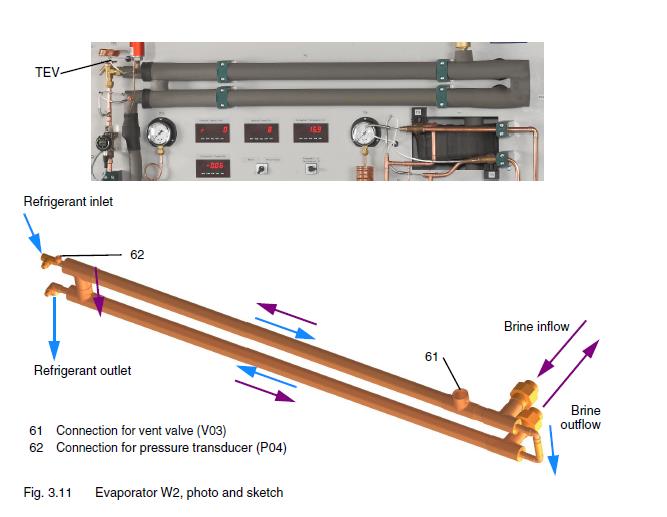 TEV
0
8
16.9
-0.06
Refrigerant inlet
62
Brine inflow
61
Refrigerant outlet
Brine
outflow
61 Connection for vent valve (V03)
62 Connection for pressure transducer (P04)
Fig. 3.11 Evaporator W2, photo and sketch